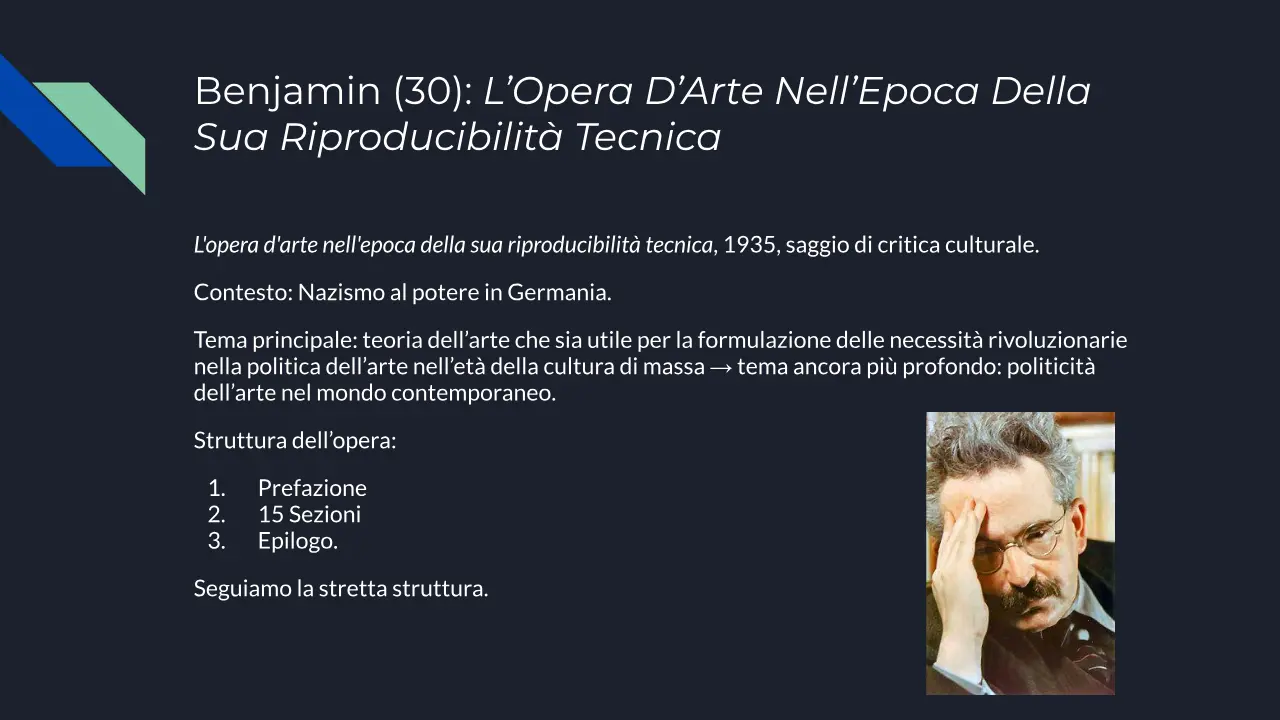 Benjamin (30): L’Opera D’Arte Nell’Epoca Della
Sua Riproducibilità Tecnica
L'opera d'arte nell'epoca della sua riproducibilità tecnica, 1935, saggio di critica culturale.
Contesto: Nazismo al potere in Germania.
Tema principale: teoria dell’arte che sia utile per la formulazione delle necessità rivoluzionarie
nella politica dell’arte nell’età della cultura di massa → tema ancora più profondo: politicità
dell’arte nel mondo contemporaneo.
Struttura dell’opera:
1. Prefazione
2. 15 Sezioni
3. Epilogo.
Seguiamo la stretta struttura.